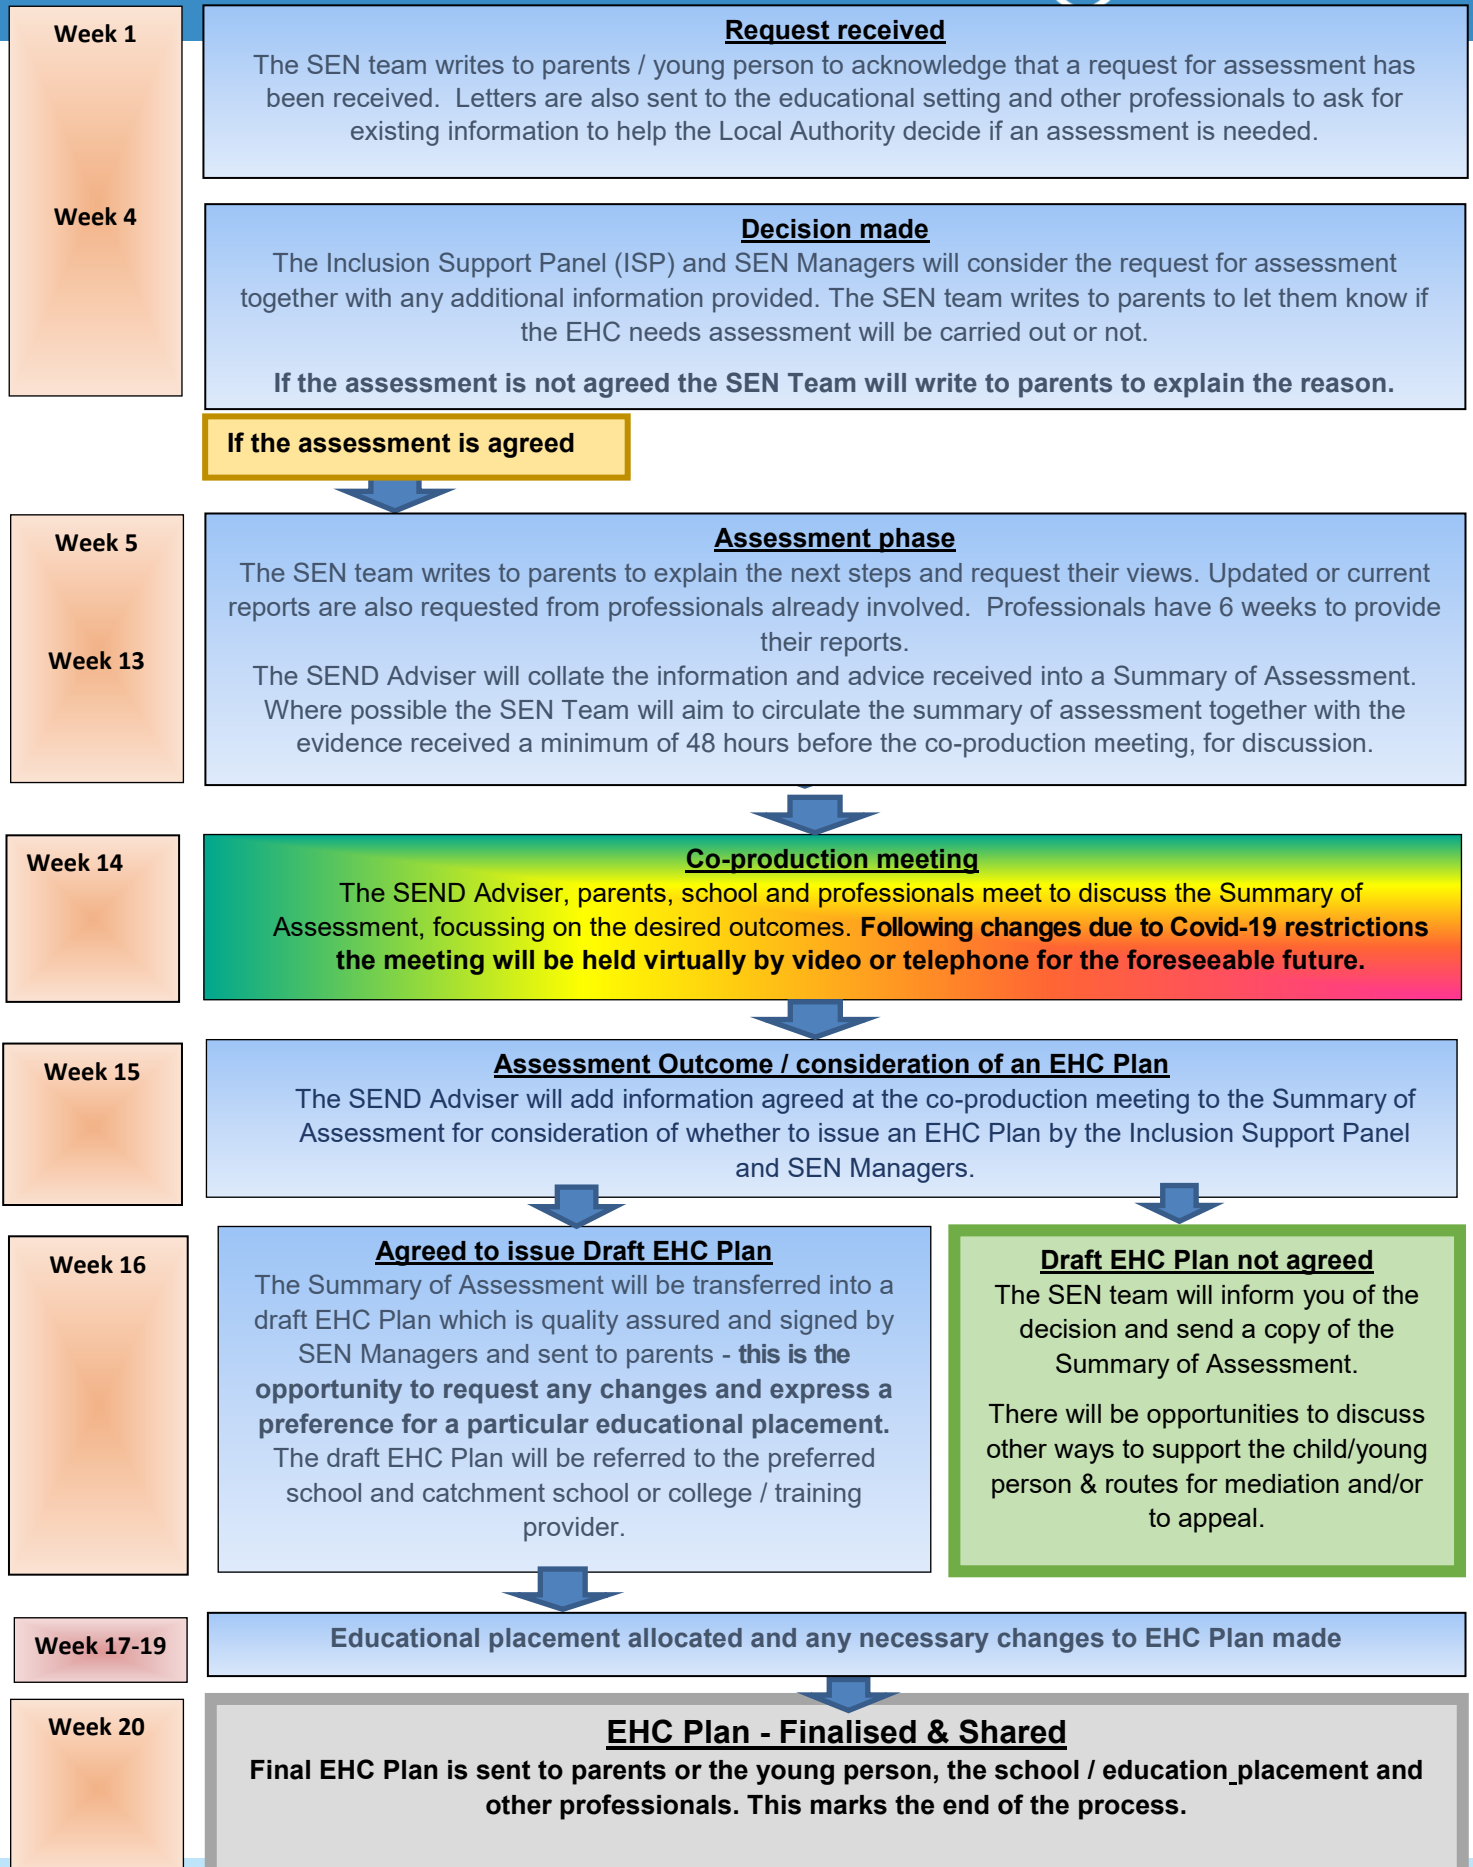 Week 1
Request received
The SEN team writes to parents / young person to acknowledge that a request for assessment has
been received.  Letters are also sent to the educational setting and other professionals to ask for
existing information to help the Local Authority decide if an assessment is needed.
Week 4
Decision made
The Inclusion Support Panel (ISP) and SEN Managers will consider the request for assessment
together with any additional information provided. The SEN team writes to parents to let them know if
the EHC needs assessment will be carried out or not.
If the assessment is not agreed the SEN Team will write to parents to explain the reason.
If the assessment is agreed
Week 5
Assessment phase
The SEN team writes to parents to explain the next steps and request their views. Updated or current
reports are also requested from professionals already involved.  Professionals have 6 weeks to provide
their reports.
Week 13
The SEND Adviser will collate the information and advice received into a Summary of Assessment.
Where possible the SEN Team will aim to circulate the summary of assessment together with the
evidence received a minimum of 48 hours before the co-production meeting, for discussion.
Week 14
Co-production meeting
The SEND Adviser, parents, school and professionals meet to discuss the Summary of
Assessment, focussing on the desired outcomes. Following changes due to Covid-19 restrictions
the meeting will be held virtually by video or telephone for the foreseeable future.
Week 15
Assessment Outcome / consideration of an EHC Plan
The SEND Adviser will add information agreed at the co-production meeting to the Summary of
Assessment for consideration of whether to issue an EHC Plan by the Inclusion Support Panel
and SEN Managers.
Week 16
Agreed to issue Draft EHC Plan
The Summary of Assessment will be transferred into a
draft EHC Plan which is quality assured and signed by
SEN Managers and sent to parents - this is the
opportunity to request any changes and express a
preference for a particular educational placement.
The draft EHC Plan will be referred to the preferred
school and catchment school or college / training
provider.
Draft EHC Plan not agreed
The SEN team will inform you of the
decision and send a copy of the
Summary of Assessment.
There will be opportunities to discuss
other ways to support the child/young
person & routes for mediation and/or
to appeal.
Week 17-19
Educational placement allocated and any necessary changes to EHC Plan made
Week 20
EHC Plan - Finalised & Shared
Final EHC Plan is sent to parents or the young person, the school / education placement and
other professionals. This marks the end of the process.